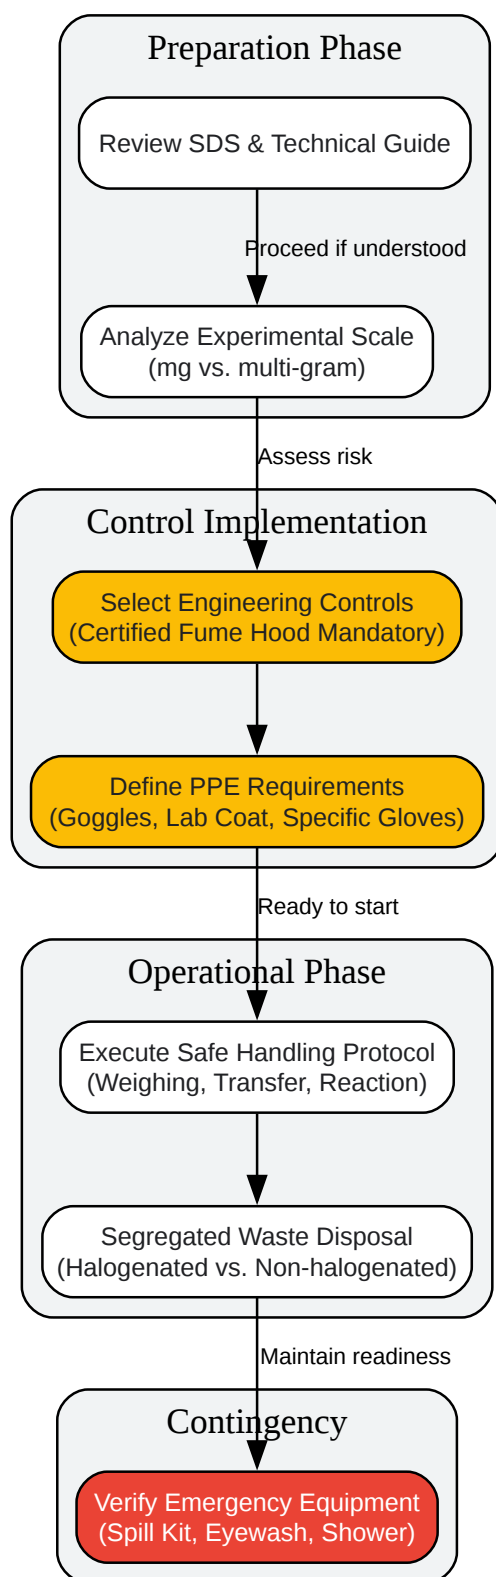 Preparation Phase
Review SDS & Technical Guide
Proceed if understood
Analyze Experimental Scale
(mg vs. multi-gram)
Assess risk
Control Implementation
Select Engineering Controls
(Certified Fume Hood Mandatory)
Define PPE Requirements
(Goggles, Lab Coat, Specific Gloves)
Ready to start
Operational Phase
Execute Safe Handling Protocol
(Weighing, Transfer, Reaction)
Segregated Waste Disposal
(Halogenated vs. Non-halogenated)
Maintain readiness
Contingency
Verify Emergency Equipment
(Spill Kit, Eyewash, Shower)